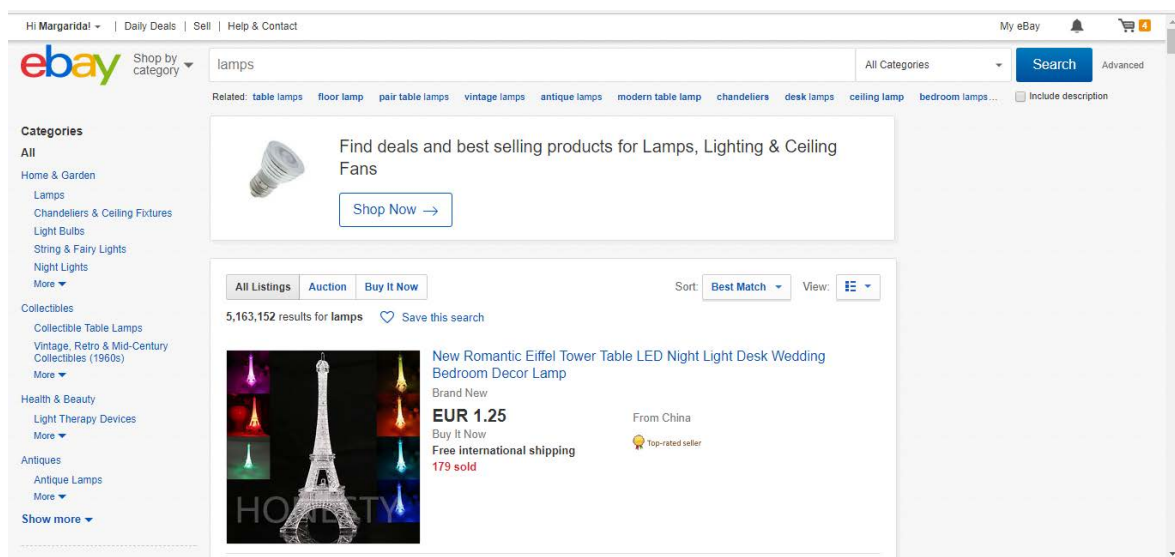 Hi Margarida! | Daily Deals | Sell | Help & Contact
My eBay
4
ebay
Shop by
category
lamps
All Categories
Search
Advanced
Related: table lamps floor lamp pair table lamps vintage lamps antique lamps modern table lamp chandeliers desk lamps ceiling lamp bedroom lamps...
Include description
Categories
All
Home & Garden
Lamps
Chandeliers & Ceiling Fixtures
Light Bulbs
String & Fairy Lights
Night Lights
More
Collectibles
Collectible Table Lamps
Vintage, Retro & Mid-Century
Collectibles (1960s)
More
Health & Beauty
Light Therapy Devices
More
Antiques
Antique Lamps
More
Show more
Find deals and best selling products for Lamps, Lighting & Ceiling
Fans
Shop Now →
All Listings Auction Buy It Now
Sort: Best Match View:
5,163,152 results for lamps Save this search
HONESTY
New Romantic Eiffel Tower Table LED Night Light Desk Wedding
Bedroom Decor Lamp
Brand New
EUR 1.25
Buy It Now
Free international shipping
179 sold
From China
Top-rated seller